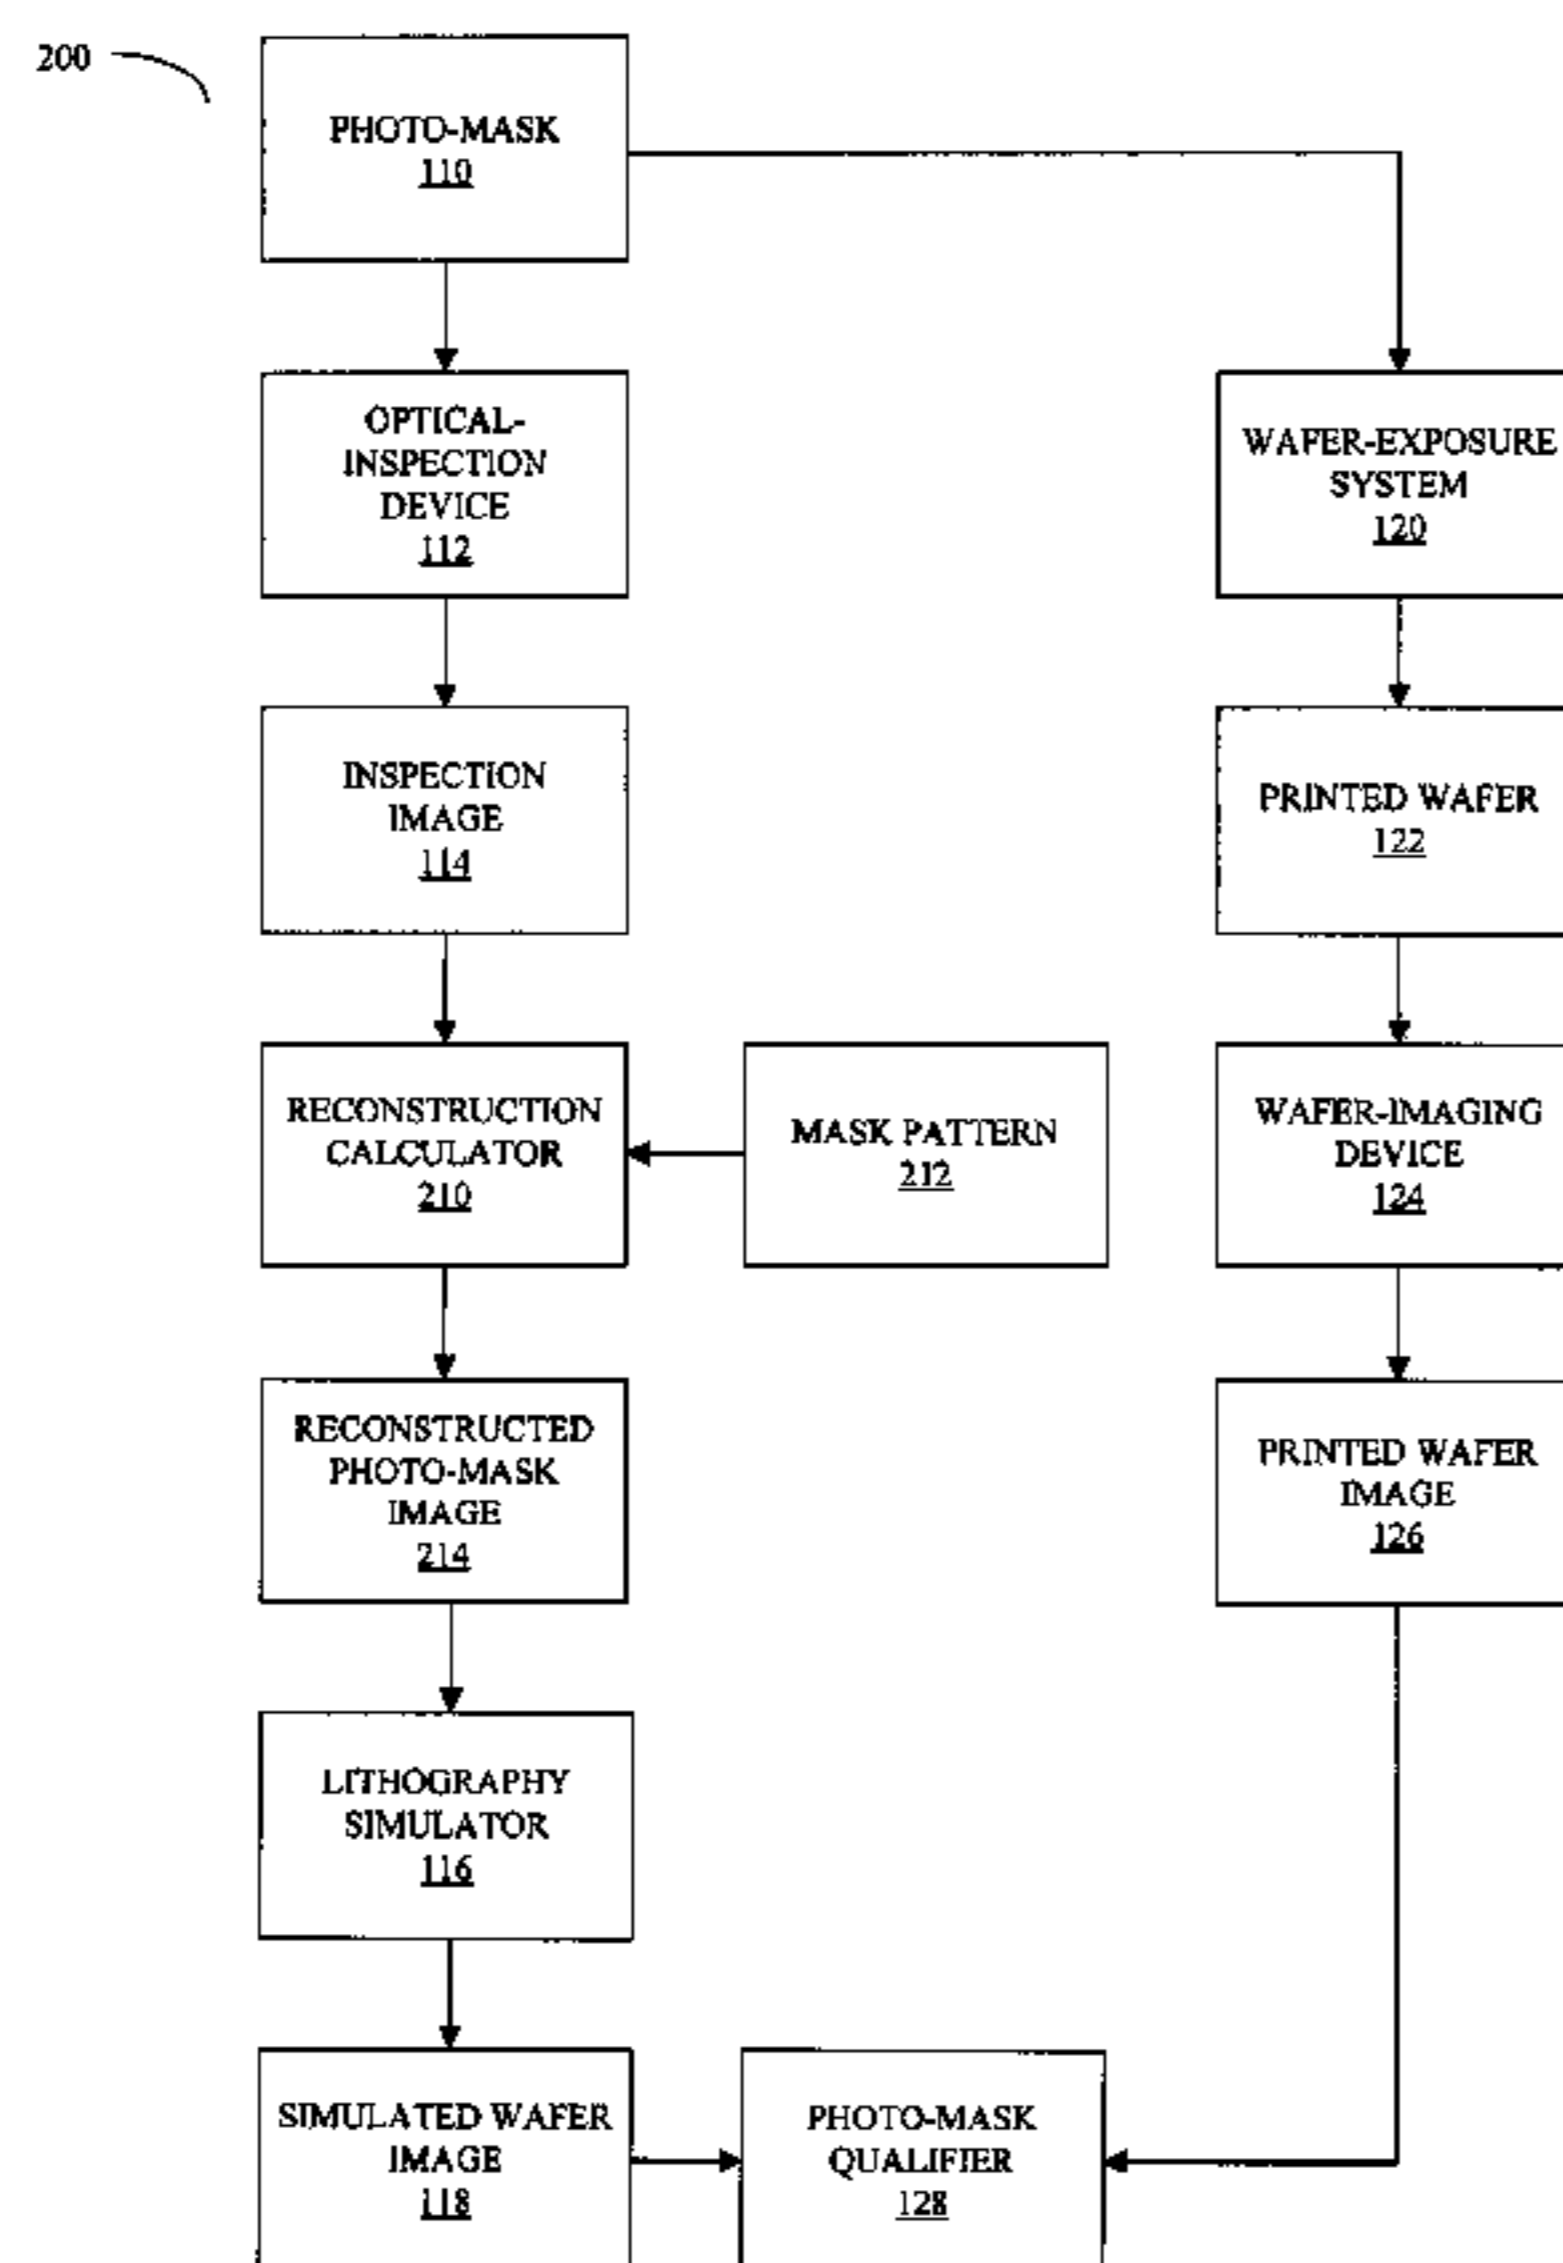 200
PHOTO-MASK
110
OPTICAL-
INSPECTION
DEVICE
112
WAFER-EXPOSURE
SYSTEM
120
INSPECTION
IMAGE
114
PRINTED WAFER
122
RECONSTRUCTION
CALCULATOR
210
MASK PATTERN
212
WAFER-IMAGING
DEVICE
124
RECONSTRUCTED
PHOTO-MASK
IMAGE
214
PRINTED WAFER
IMAGE
126
LITHOGRAPHY
SIMULATOR
116
SIMULATED WAFER
IMAGE
118
PHOTO-MASK
QUALIFIER
128